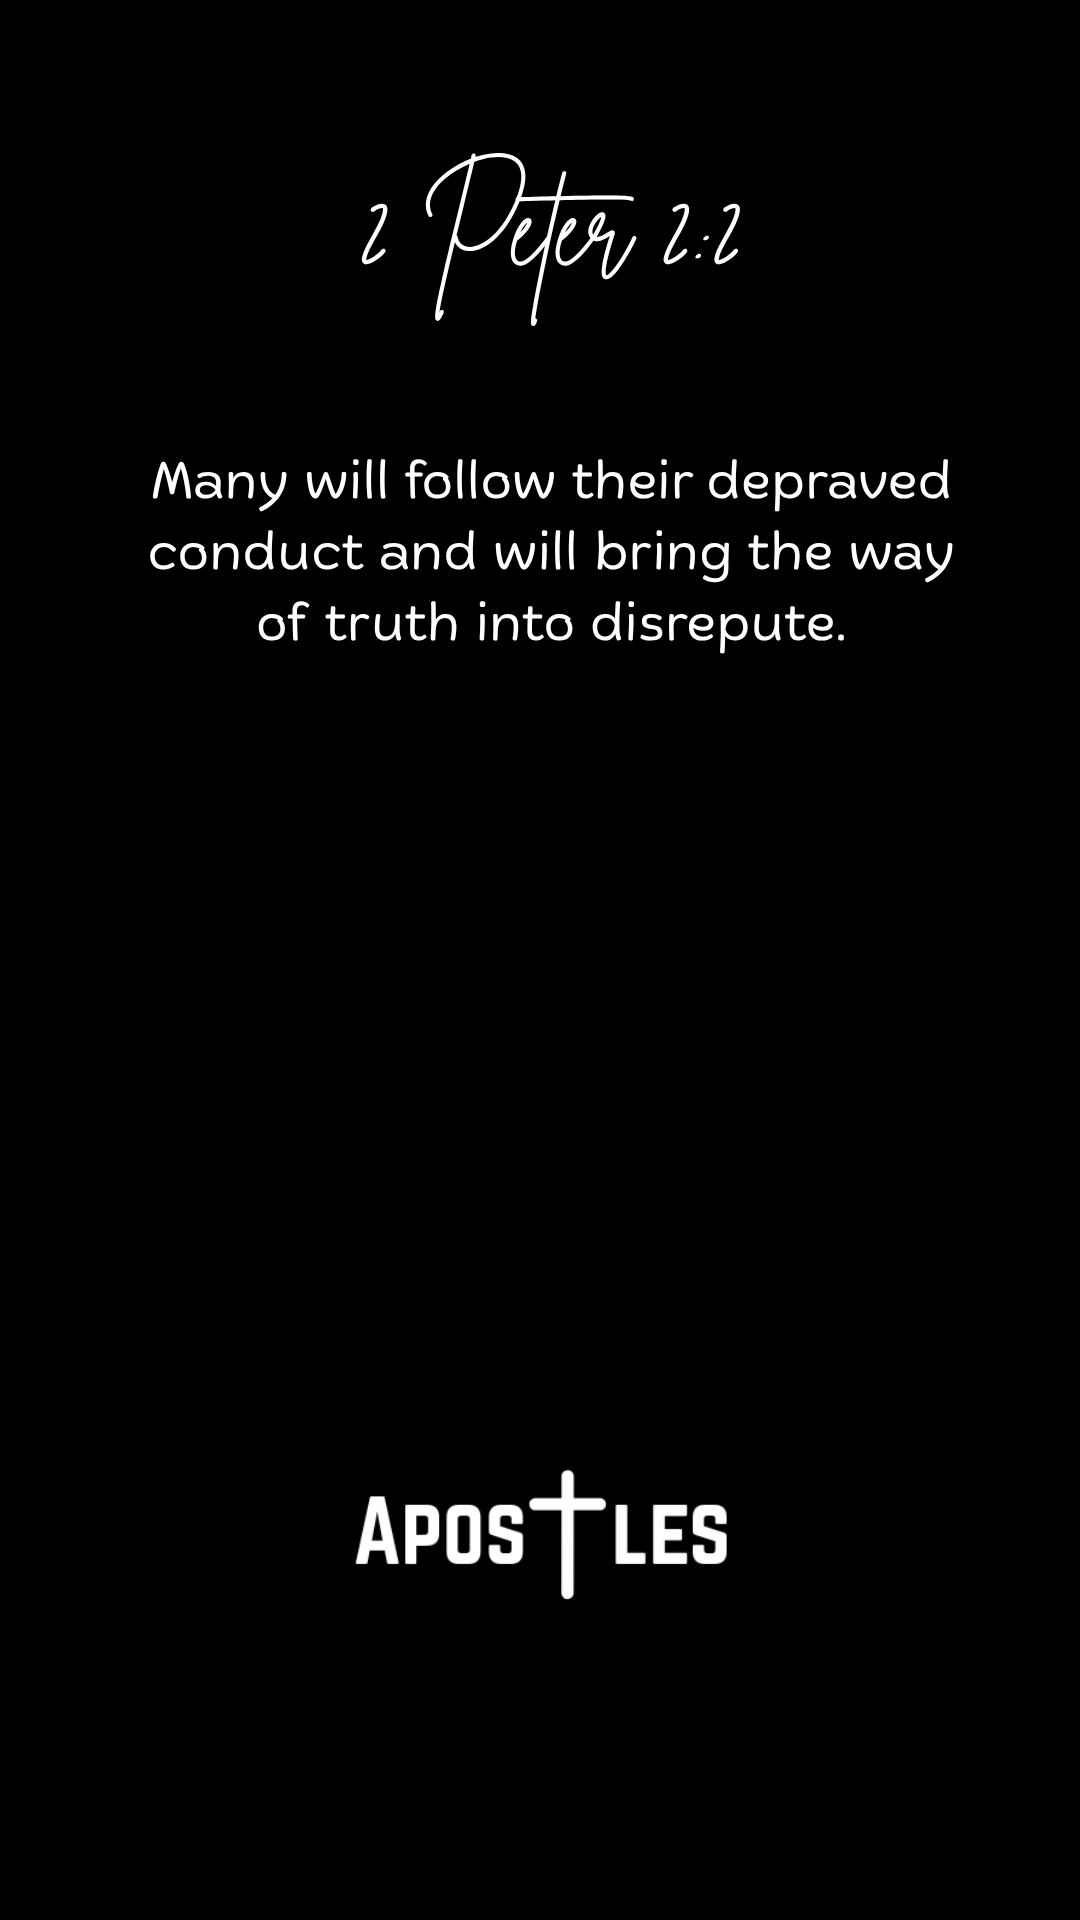 2 Peter 2:2
Many will follow their depraved
conduct and will bring the way
of truth into disrepute.
APOSTLES